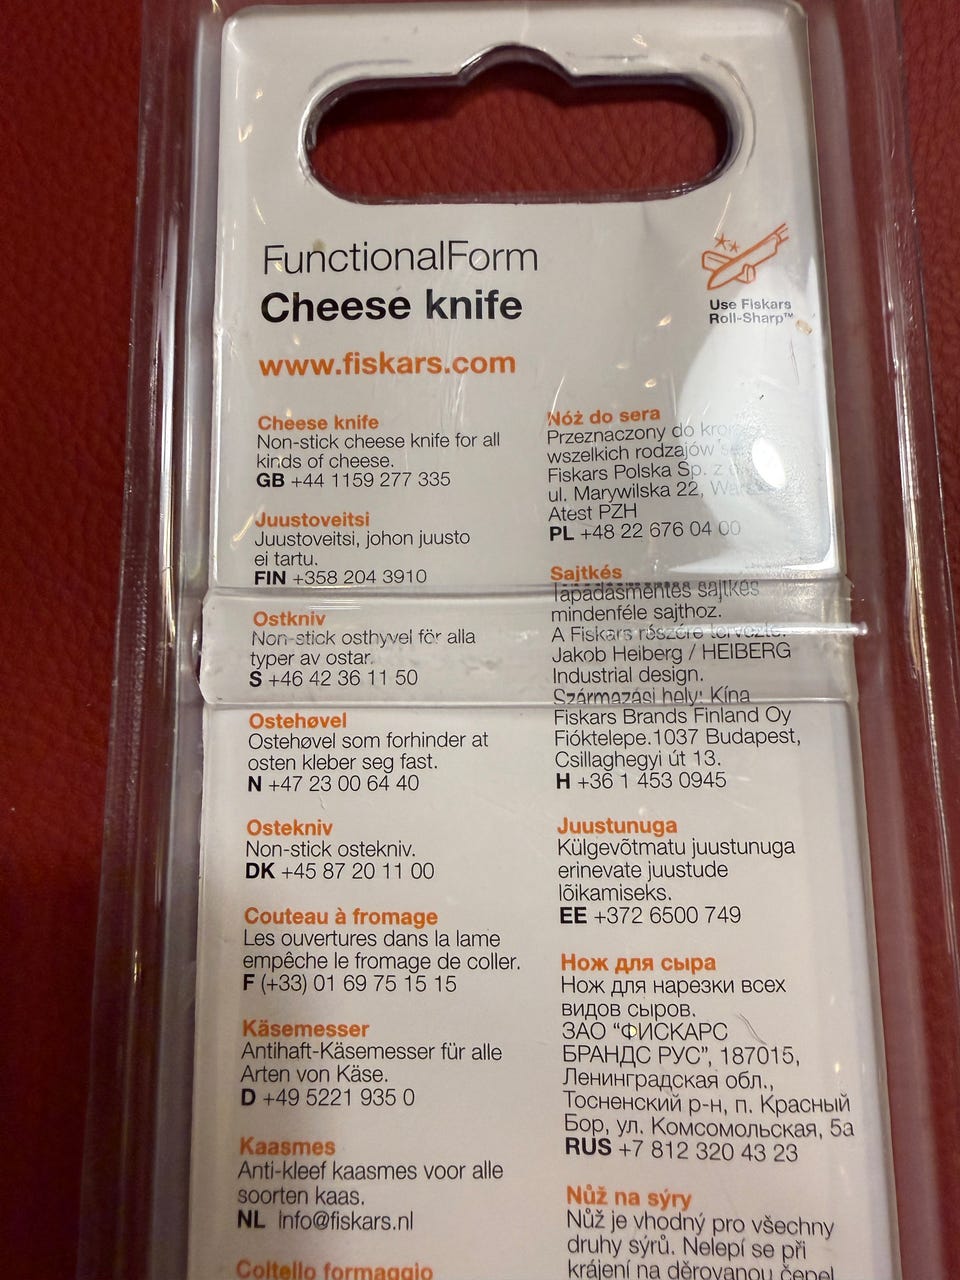 FunctionalForm
Cheese knife
www.fiskars.com
Use Fiskars
Roll-Sharp™
Cheese knife
Non-stick cheese knife for all
kinds of cheese.
GB +44 1159 277 335
Juustoveitsi
Juustoveitsi, johon juusto
ei tartu.
FIN +358 204 3910
Ostkniv
Non-stick osthyvel för alla
typer av ostar.
S +46 42 36 11 50
Ostehøvel
Ostehøvel som forhinder at
osten kleber seg fast.
N +47 23 00 64 40
Ostekniv
Non-stick ostekniv.
DK +45 87 20 11 00
Couteau à fromage
Les ouvertures dans la lame
empêche le fromage de coller.
F (+33) 01 69 75 15 15
Käsemesser
Antihaft-Käsemesser für alle
Arten von Käse.
D +49 5221 935 0
Kaasmes
Anti-kleef kaasmes voor alle
soorten kaas.
NL Info@fiskars.nl
Coltello formaggio
Nóż do sera
Przeznaczony do
wszelkich rodzajów
Fiskars Polska Sp. z
ul. Marywilska 22,
Atest PZH
PL +48 22 676 04 00
Sajtkés
Tapadásmentes sajtkés
mindenféle sajthoz.
A Fiskars részére tervezte:
Jakob Heiberg / HEIBERG
Industrial design.
Származási hely: Kína
Fiskars Brands Finland Oy
Fióktelepe.1037 Budapest,
Csillaghegyi út 13.
H +36 1 453 0945
Juustunuga
Külgevõtmatu juustunuga
erinevate juustude
lõikamiseks.
EE +372 6500 749
Нож для сыра
Нож для нарезки всех
видов сыров.
ЗАО “ФИСКАРС
БРАНДС РУС”, 187015,
Ленинградская обл.,
Тосненский р-н, п. Красный
Бор, ул. Комсомольская, 5а
RUS +7 812 320 43 23
Nůž na sýry
Nůž je vhodný pro všechny
druhy sýrů. Nelepí se při
krájení na děrovanou čepel